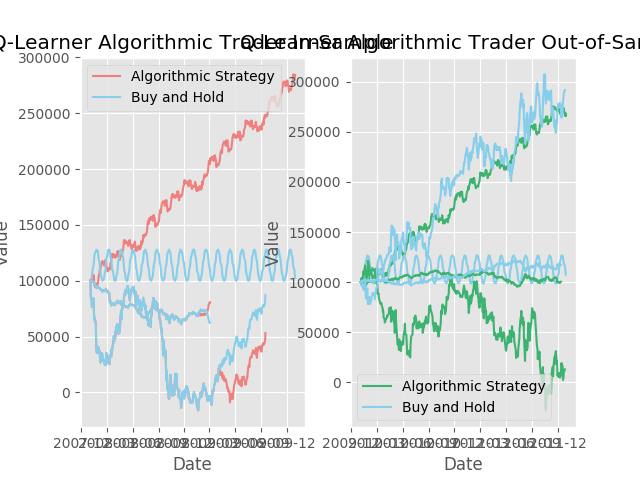 Q-Learner Algorithmic Trader In-Sample
Q-Learner Algorithmic Trader Out-of-Sam
300000
250000
200000
150000
100000
50000
0
Value
Algorithmic Strategy
Buy and Hold
Date
300000
250000
200000
150000
100000
50000
0
Value
Algorithmic Strategy
Buy and Hold
Date